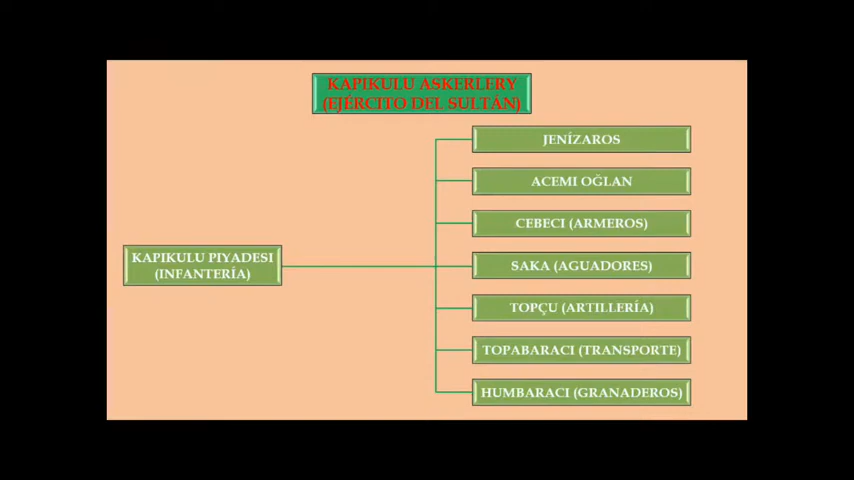 KAPIKULU ASKERLERY
(EJÉRCITO DEL SULTÁN)
JENÍZAROS
ACEMI OĞLAN
CEBECI (ARMEROS)
KAPIKULU PIYADESI
(INFANTERÍA)
SAKA (AGUADORES)
TOPÇU (ARTILLERÍA)
TOPABARACI (TRANSPORTE)
HUMBARACI (GRANADEROS)